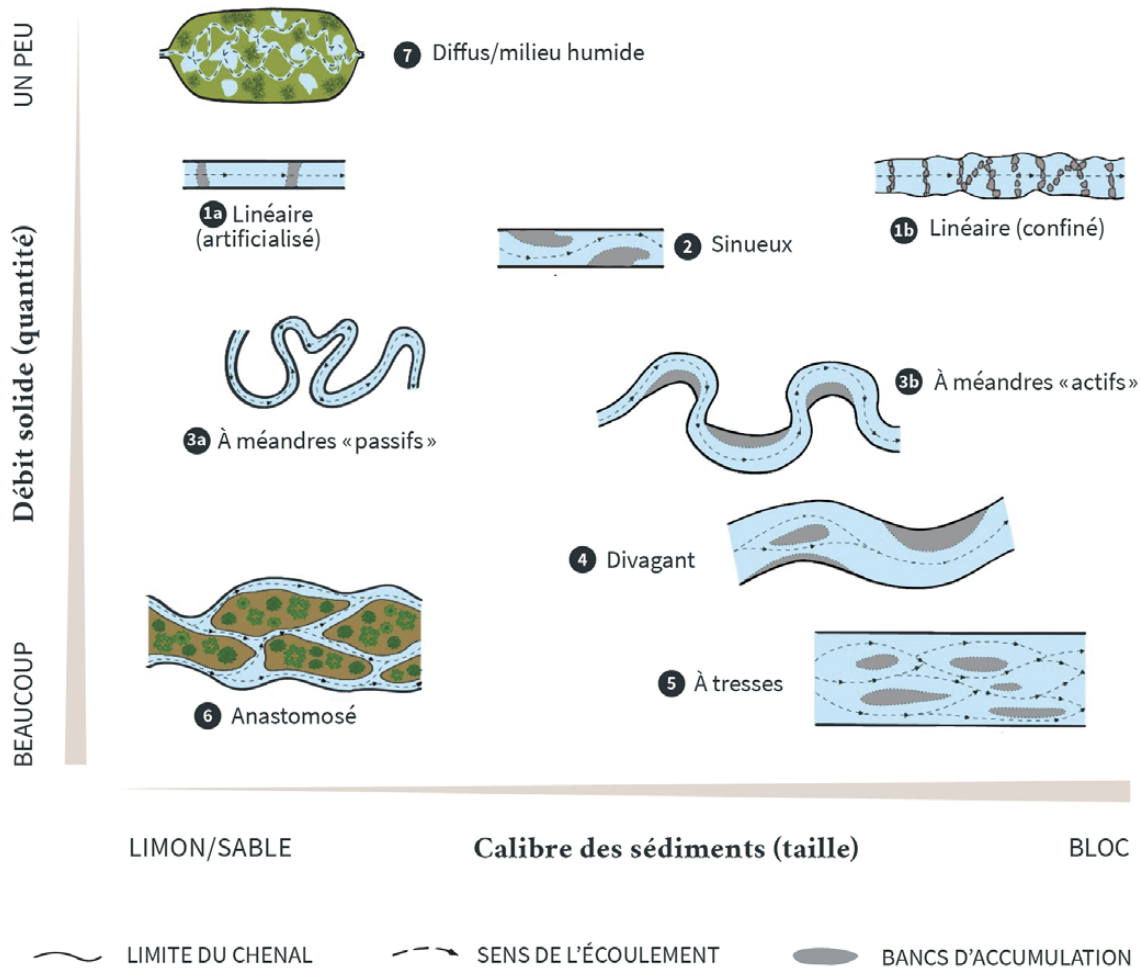 UN PEU
Débit solide (quantité)
BEAUCOUP
7 Diffus/milieu humide
1a Linéaire
(artificialisé)
1b Linéaire (confiné)
2 Sinueux
3a À méandres « passifs »
3b À méandres « actifs »
4 Divagant
5 À tresses
6 Anastomosé
LIMON/SABLE
Calibre des sédiments (taille)
BLOC
LIMITE DU CHENAL
SENS DE L'ÉCOULEMENT
BANCS D'ACCUMULATION